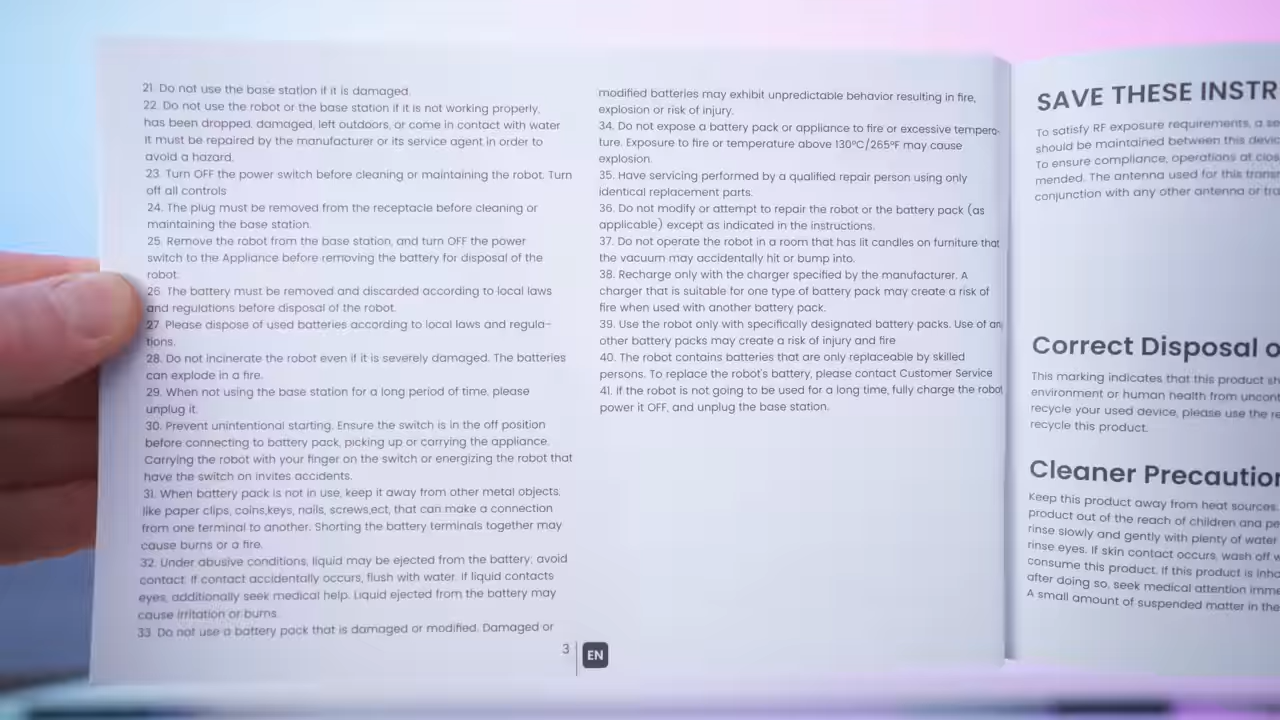 21. Do not use the base station if it is damaged.
22. Do not use the robot or the base station if it is not working properly,
has been dropped, damaged, left outdoors, or come in contact with water
It must be repaired by the manufacturer or its service agent in order to
avoid a hazard.
23. Turn OFF the power switch before cleaning or maintaining the robot. Turn
off all controls
24. The plug must be removed from the receptacle before cleaning or
maintaining the base station.
25. Remove the robot from the base station, and turn OFF the power
switch to the Appliance before removing the battery for disposal of the
robot.
26. The battery must be removed and discarded according to local laws
and regulations before disposal of the robot.
27. Please dispose of used batteries according to local laws and regula-
tions.
28. Do not incinerate the robot even if it is severely damaged. The batteries
can explode in a fire.
29. When not using the base station for a long period of time, please
unplug it.
30. Prevent unintentional starting. Ensure the switch is in the off position
before connecting to battery pack, picking up or carrying the appliance.
Carrying the robot with your finger on the switch or energizing the robot that
have the switch on invites accidents.
31. When battery pack is not in use, keep it away from other metal objects,
like paper clips, coins,keys, nails, screws,ect, that can make a connection
from one terminal to another. Shorting the battery terminals together may
cause burns or a fire.
32. Under abusive conditions, liquid may be ejected from the battery; avoid
contact. If contact accidentally occurs, flush with water. If liquid contacts
eyes, additionally seek medical help. Liquid ejected from the battery may
cause irritation or burns.
33. Do not use a battery pack that is damaged or modified. Damaged or
modified batteries may exhibit unpredictable behavior resulting in fire,
explosion or risk of injury.
34. Do not expose a battery pack or appliance to fire or excessive tempera-
ture. Exposure to fire or temperature above 130ºC/265ºF may cause
explosion.
35. Have servicing performed by a qualified repair person using only
identical replacement parts.
36. Do not modify or attempt to repair the robot or the battery pack (as
applicable) except as indicated in the instructions.
37. Do not operate the robot in a room that has lit candles on furniture that
the vacuum may accidentally hit or bump into.
38. Recharge only with the charger specified by the manufacturer. A
charger that is suitable for one type of battery pack may create a risk of
fire when used with another battery pack.
39. Use the robot only with specifically designated battery packs. Use of any
other battery packs may create a risk of injury and fire
40. The robot contains batteries that are only replaceable by skilled
persons. To replace the robot's battery, please contact Customer Service
41. If the robot is not going to be used for a long time, fully charge the robot
power it OFF, and unplug the base station.
3
EN
SAVE THESE INSTR
To satisfy RF exposure requirements, a se
should be maintained between this devic
To ensure compliance, operations at clos
mended. The antenna used for this transm
conjunction with any other antenna or tra
Correct Disposal o
This marking indicates that this product sh
environment or human health from uncont
recycle your used device, please use the re
recycle this product.
Cleaner Precaution
Keep this product away from heat sources.
product out of the reach of children and pe
rinse slowly and gently with plenty of water
rinse eyes. If skin contact occurs, wash off w
consume this product. If this product is inha
after doing so, seek medical attention imme
A small amount of suspended matter in the